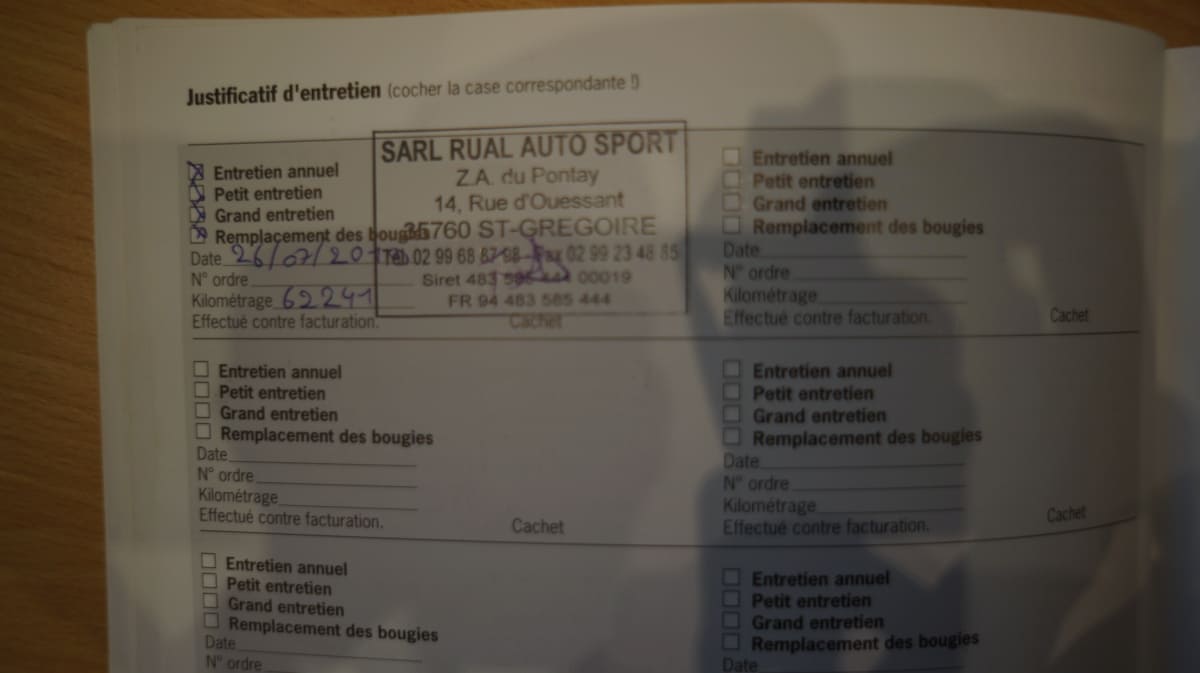 Justificatif d'entretien (cocher la case correspondante !)
Entretien annuel
Petit entretien
Grand entretien
Remplacement des bougies
Date 26/07/201
N° ordre
Kilométrage 62241
Effectué contre facturation.
Cachet
SARL RUAL AUTO SPORT
Z.A. du Pontay
14, Rue d'Ouessant
35760 ST-GREGOIRE
Tél. 02 99 68 87 98 - Fax 02 99 23 48 85
Siret 483 585 444 00019
FR 94 483 585 444
Entretien annuel
Petit entretien
Grand entretien
Remplacement des bougies
Date
N° ordre
Kilométrage
Effectué contre facturation.
Cachet
Entretien annuel
Petit entretien
Grand entretien
Remplacement des bougies
Date
N° ordre
Kilométrage
Effectué contre facturation.
Cachet
Entretien annuel
Petit entretien
Grand entretien
Remplacement des bougies
Date
N° ordre
Kilométrage
Effectué contre facturation.
Cachet
Entretien annuel
Petit entretien
Grand entretien
Remplacement des bougies
Date
N° ordre
Entretien annuel
Petit entretien
Grand entretien
Remplacement des bougies
Date